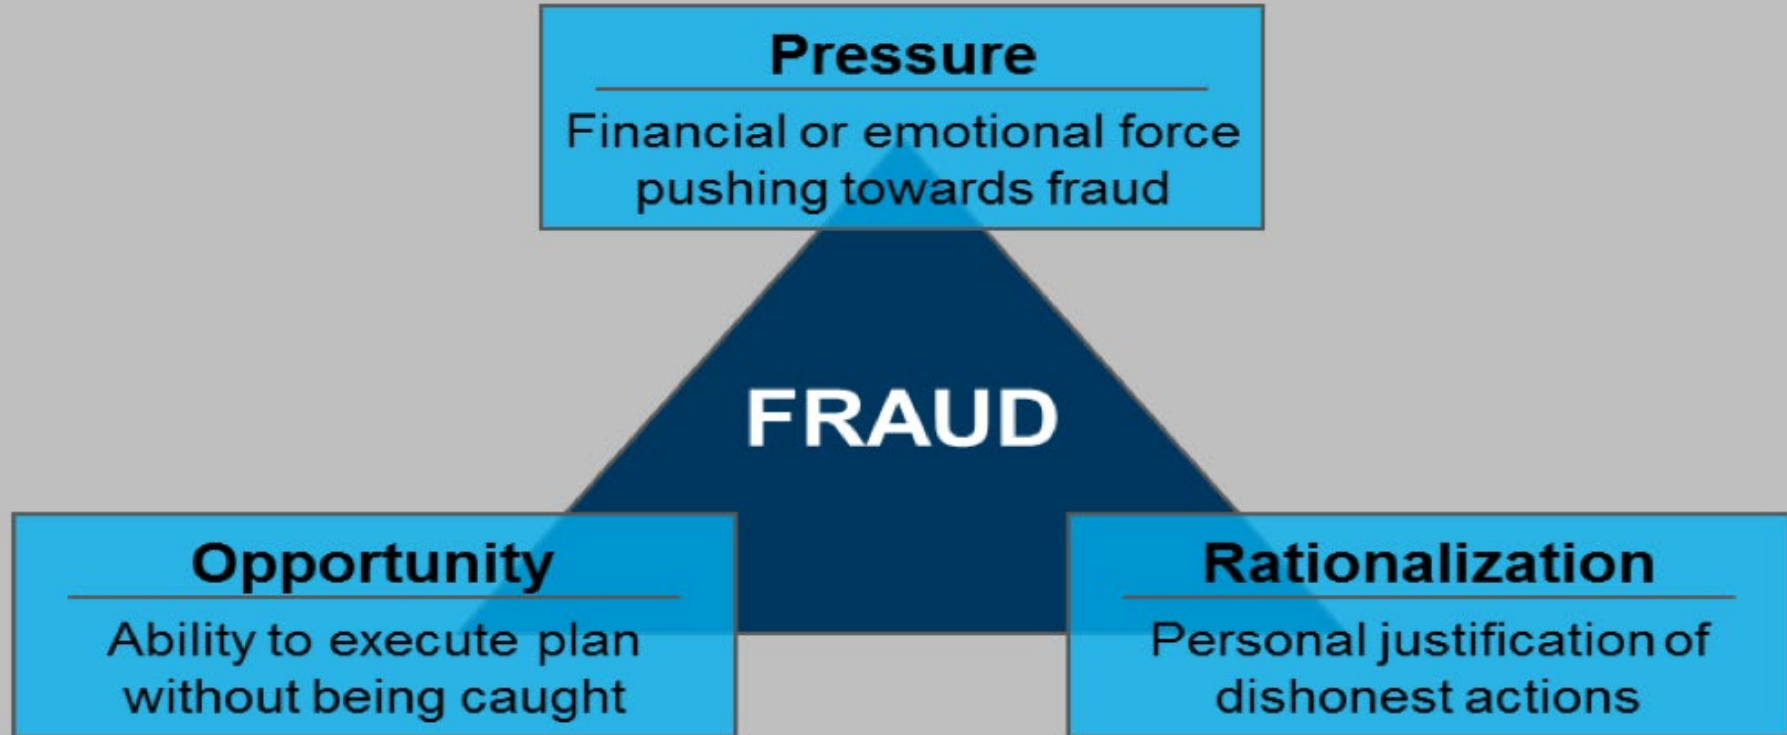 Pressure
Financial or emotional force
pushing towards fraud
FRAUD
Opportunity
Ability to execute plan
without being caught
Rationalization
Personal justification of
dishonest actions